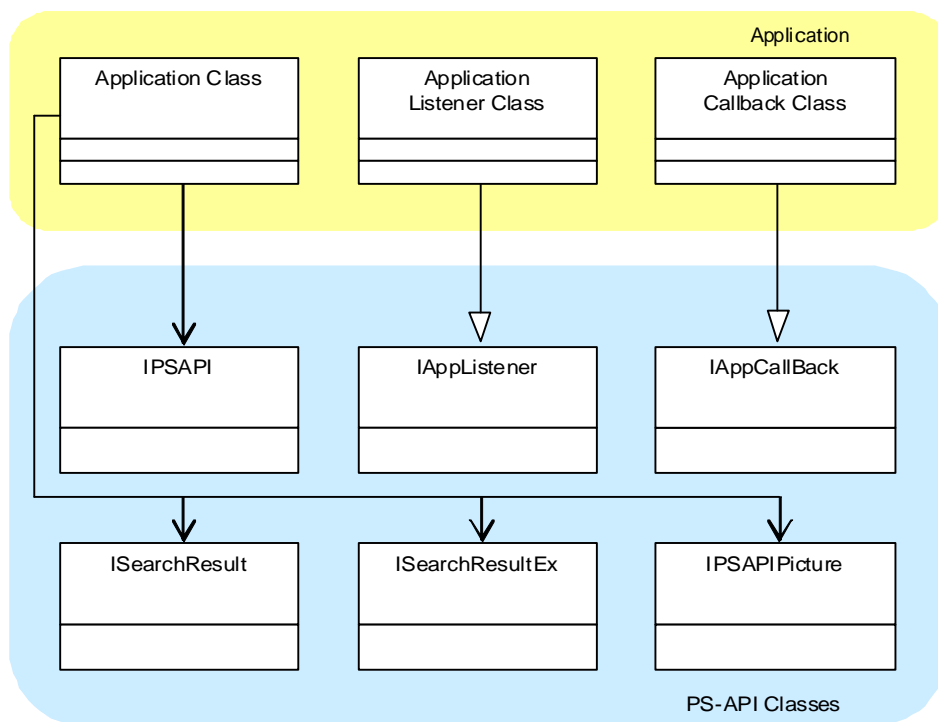 Application
Application Class
Application
Listener Class
Application
Callback Class
IPSAPI
IAppListener
IAppCallBack
ISearchResult
ISearchResultEx
IPSAPIPicture
PS-API Classes